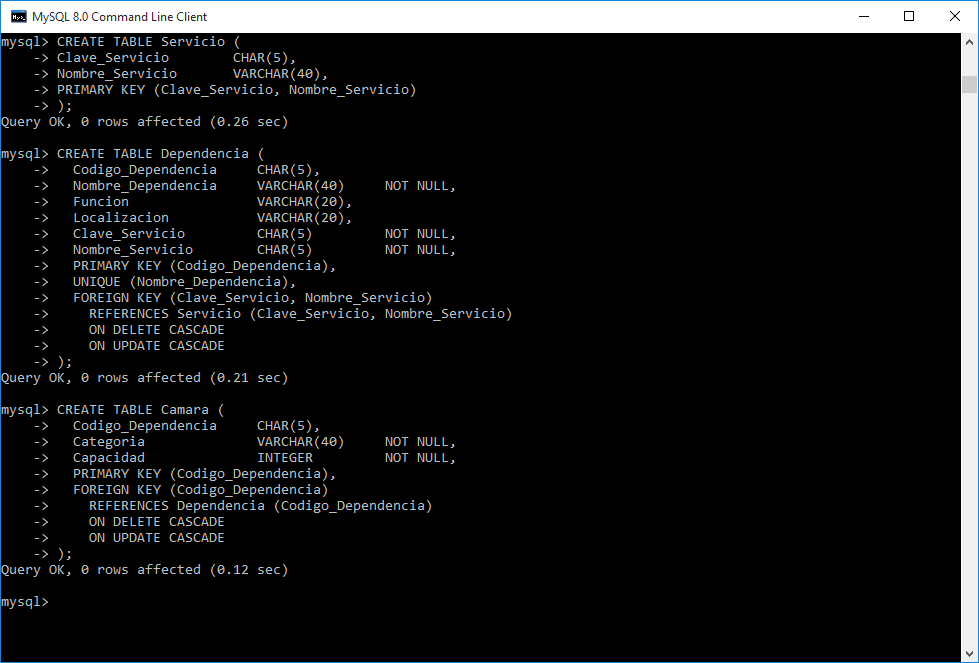 MySQL 8.0 Command Line Client
mysql> CREATE TABLE Servicio (
    -> Clave_Servicio        CHAR(5),
    -> Nombre_Servicio       VARCHAR(40),
    -> PRIMARY KEY (Clave_Servicio, Nombre_Servicio)
    -> );
Query OK, 0 rows affected (0.26 sec)

mysql> CREATE TABLE Dependencia (
    ->   Codigo_Dependencia     CHAR(5),
    ->   Nombre_Dependencia     VARCHAR(40)     NOT NULL,
    ->   Funcion                VARCHAR(20),
    ->   Localizacion           VARCHAR(20),
    ->   Clave_Servicio         CHAR(5)         NOT NULL,
    ->   Nombre_Servicio        CHAR(5)         NOT NULL,
    ->   PRIMARY KEY (Codigo_Dependencia),
    ->   UNIQUE (Nombre_Dependencia),
    ->   FOREIGN KEY (Clave_Servicio, Nombre_Servicio)
    ->     REFERENCES Servicio (Clave_Servicio, Nombre_Servicio)
    ->     ON DELETE CASCADE
    ->     ON UPDATE CASCADE
    -> );
Query OK, 0 rows affected (0.21 sec)

mysql> CREATE TABLE Camara (
    ->   Codigo_Dependencia     CHAR(5),
    ->   Categoria              VARCHAR(40)     NOT NULL,
    ->   Capacidad              INTEGER         NOT NULL,
    ->   PRIMARY KEY (Codigo_Dependencia),
    ->   FOREIGN KEY (Codigo_Dependencia)
    ->     REFERENCES Dependencia (Codigo_Dependencia)
    ->     ON DELETE CASCADE
    ->     ON UPDATE CASCADE
    -> );
Query OK, 0 rows affected (0.12 sec)

mysql>